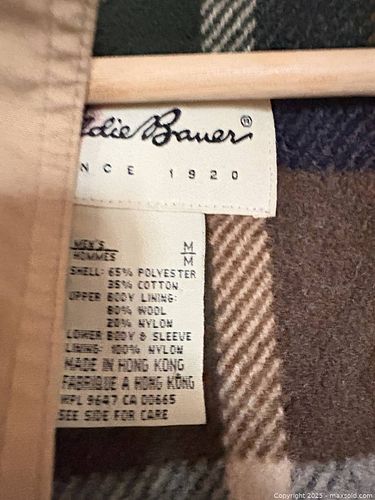 die Bauer®
NCE 1920
MEN'S M
HOMMES M
SHELL: 65% POLYESTER
35% COTTON
UPPER BODY LINING:
80% WOOL
20% NYLON
LOWER BODY & SLEEVE
LINING: 100% NYLON
MADE IN HONG KONG
FABRIQUÉ A HONG KONG
WPL 9647 CA 00665
SEE SIDE FOR CARE
Copyright 2025 - maxsold.com